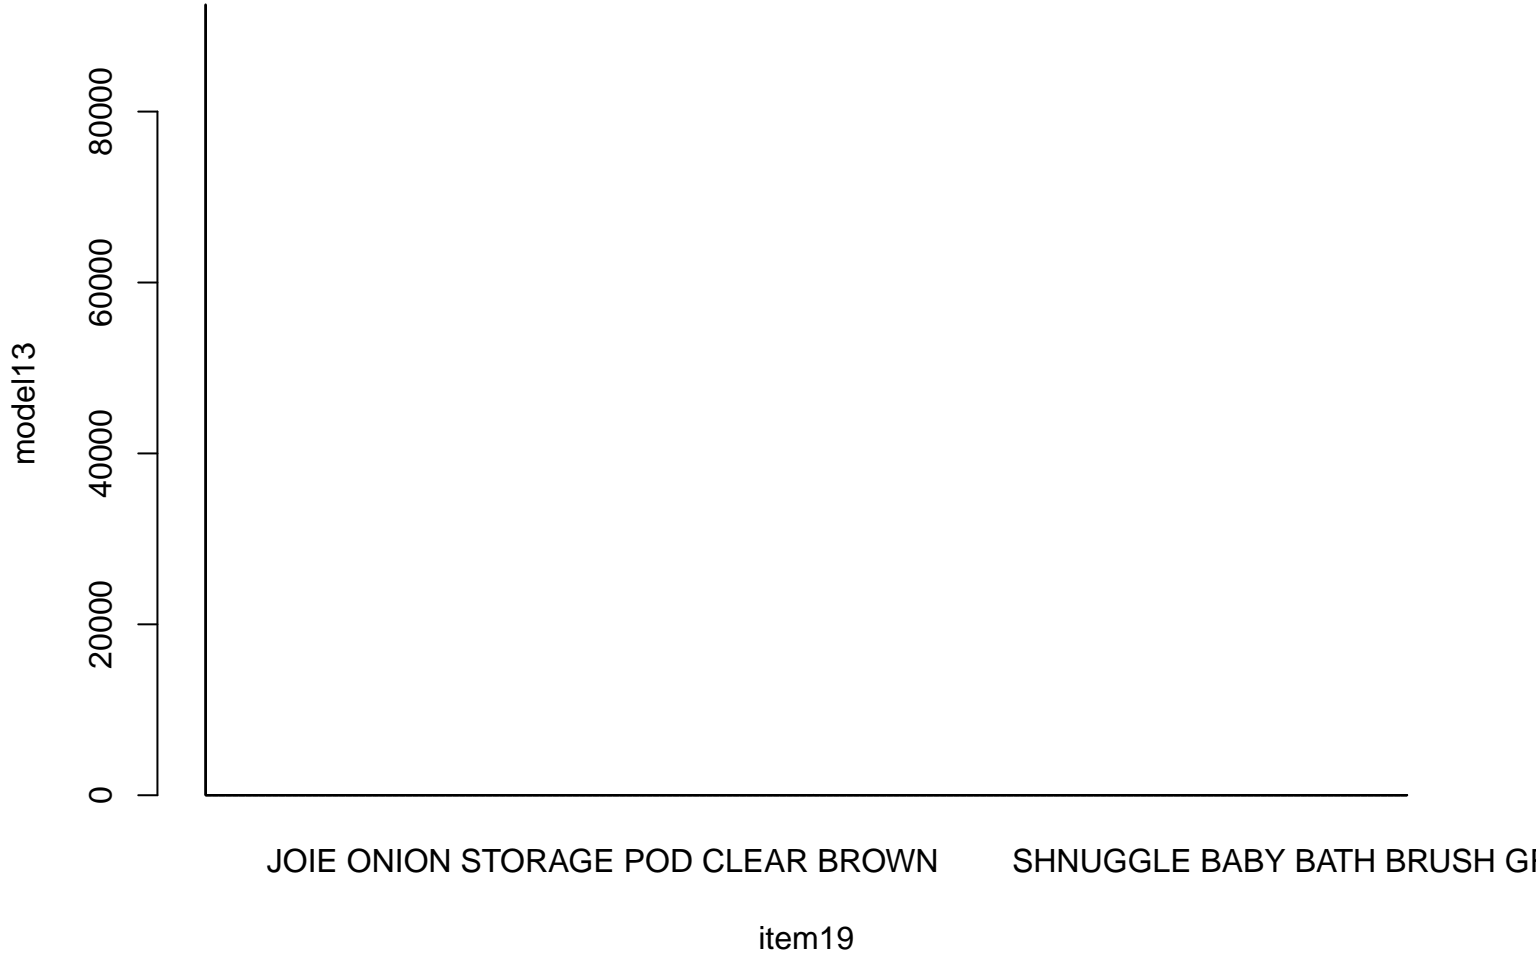 80000
60000
model13
40000
20000
0
JOIE ONION STORAGE POD CLEAR BROWN
SHNUGGLE BABY BATH BRUSH
item19